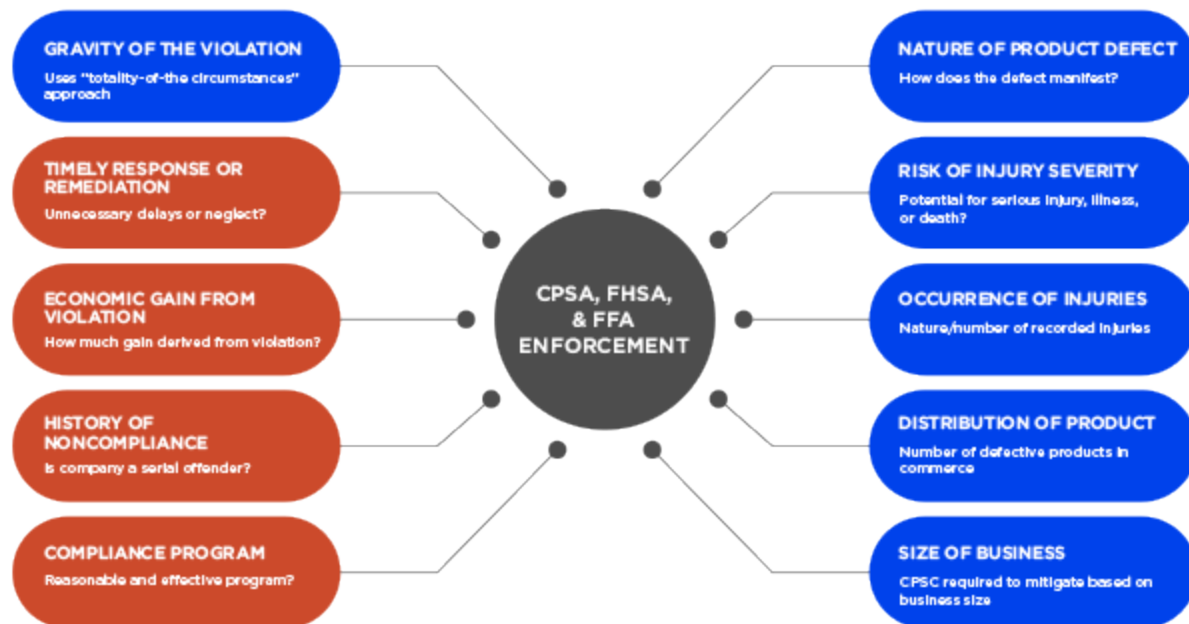 GRAVITY OF THE VIOLATION
Uses "totality-of-the circumstances"
approach
TIMELY RESPONSE OR
REMEDIATION
Unnecessary delays or neglect?
ECONOMIC GAIN FROM
VIOLATION
How much gain derived from violation?
HISTORY OF
NONCOMPLIANCE
Is company a serial offender?
COMPLIANCE PROGRAM
Reasonable and effective program?
CPSA, FHSA,
& FFA
ENFORCEMENT
NATURE OF PRODUCT DEFECT
How does the defect manifest?
RISK OF INJURY SEVERITY
Potential for serious injury, illness,
or death?
OCCURRENCE OF INJURIES
Nature/number of recorded injuries
DISTRIBUTION OF PRODUCT
Number of defective products in
commerce
SIZE OF BUSINESS
CPSC required to mitigate based on
business size